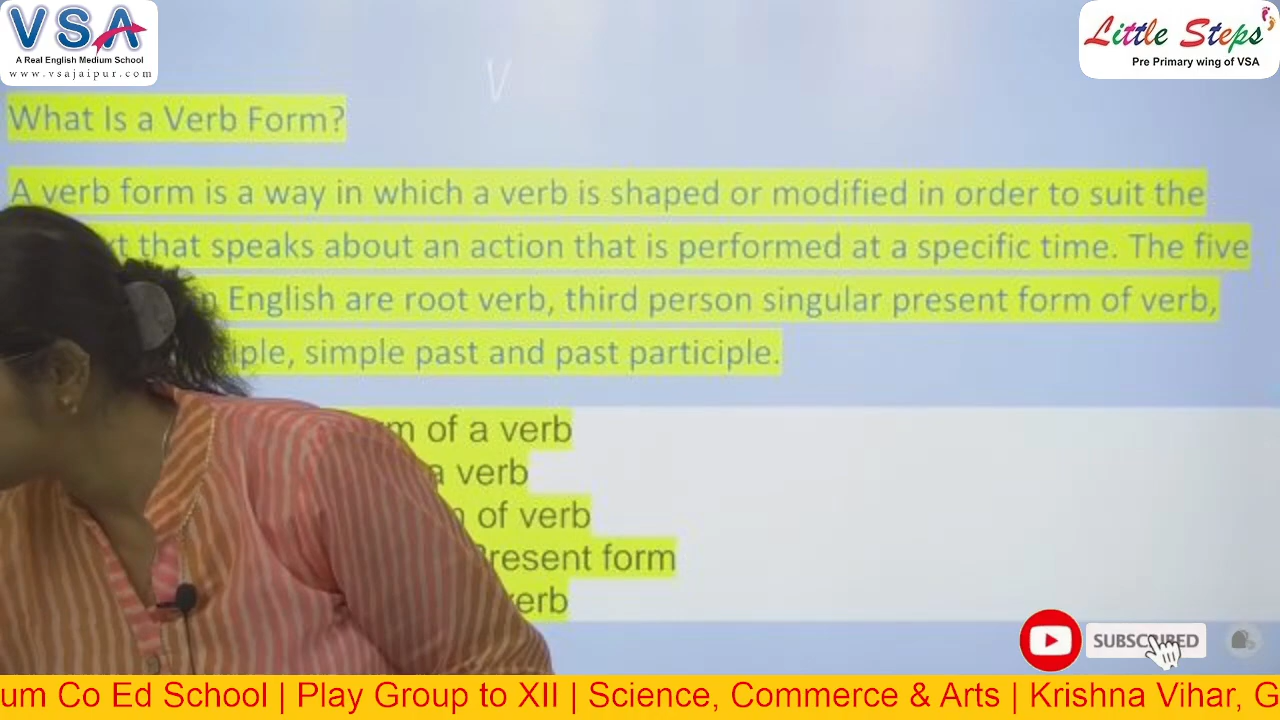 VSA
A Real English Medium School
www.vsajaipur.com
Little Steps
Pre Primary wing of VSA
V
What Is a Verb Form?
A verb form is a way in which a verb is shaped or modified in order to suit the
that speaks about an action that is performed at a specific time. The five
English are root verb, third person singular present form of verb,
simple past and past participle.
of a verb
a verb
of verb
Present form
verb
SUBSCRIBED
um Co Ed School | Play Group to XII | Science, Commerce & Arts | Krishna Vihar, G